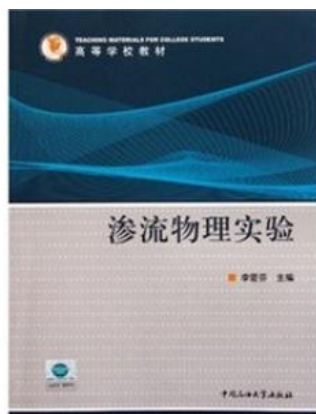 TEACHING MATERIALS FOR COLLEGE STUDENTS
高等学校教材
渗流物理实验
李爱芬 主编
中国石油大学出版社